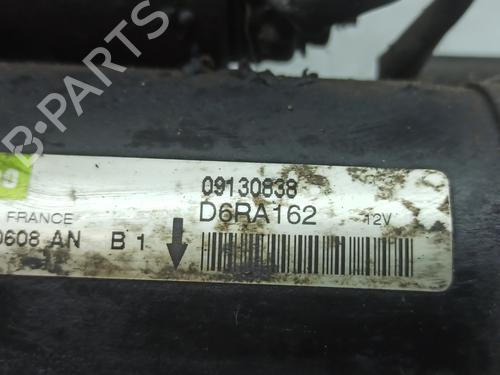 B-PARTS
09130838
D6RA162
12V
FRANCE
0608 AN B 1